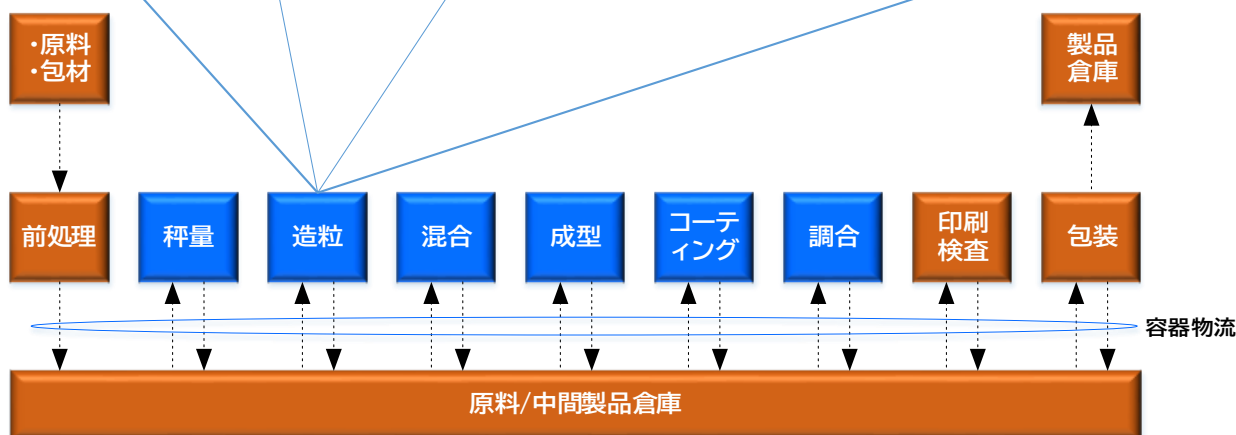 ・原料
・包材
製品
倉庫
前処理
秤量
造粒
混合
成型
コーテ
ィング
調合
印刷
検査
包装
容器物流
原料/中間製品倉庫